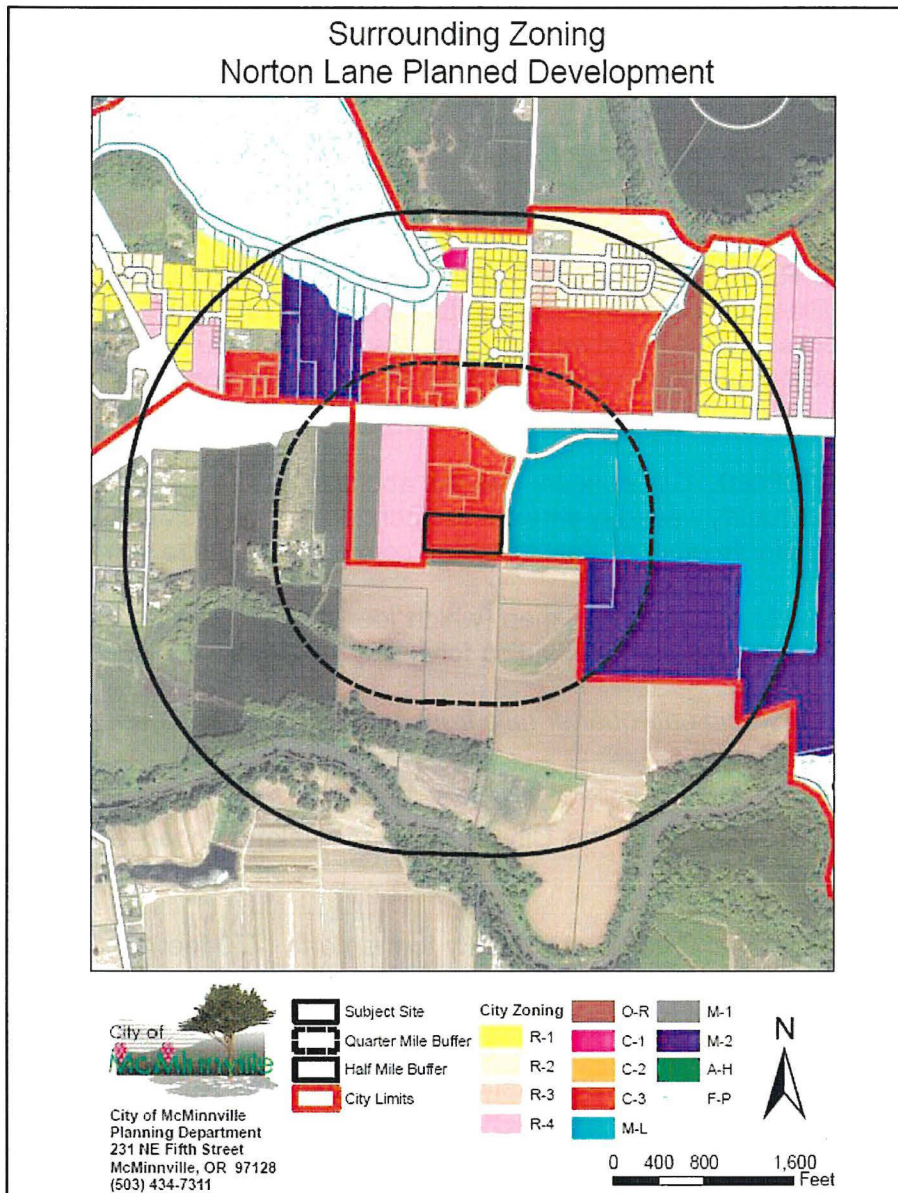 Surrounding Zoning
Norton Lane Planned Development
City of
McMinnville
City of McMinnville
Planning Department
231 NE Fifth Street
McMinnville, OR 97128
(503) 434-7311
Subject Site
Quarter Mile Buffer
Half Mile Buffer
City Limits
City Zoning
R-1
R-2
R-3
R-4
O-R
C-1
C-2
C-3
M-L
M-1
M-2
A-H
F-P
N
0 400 800 1,600
Feet